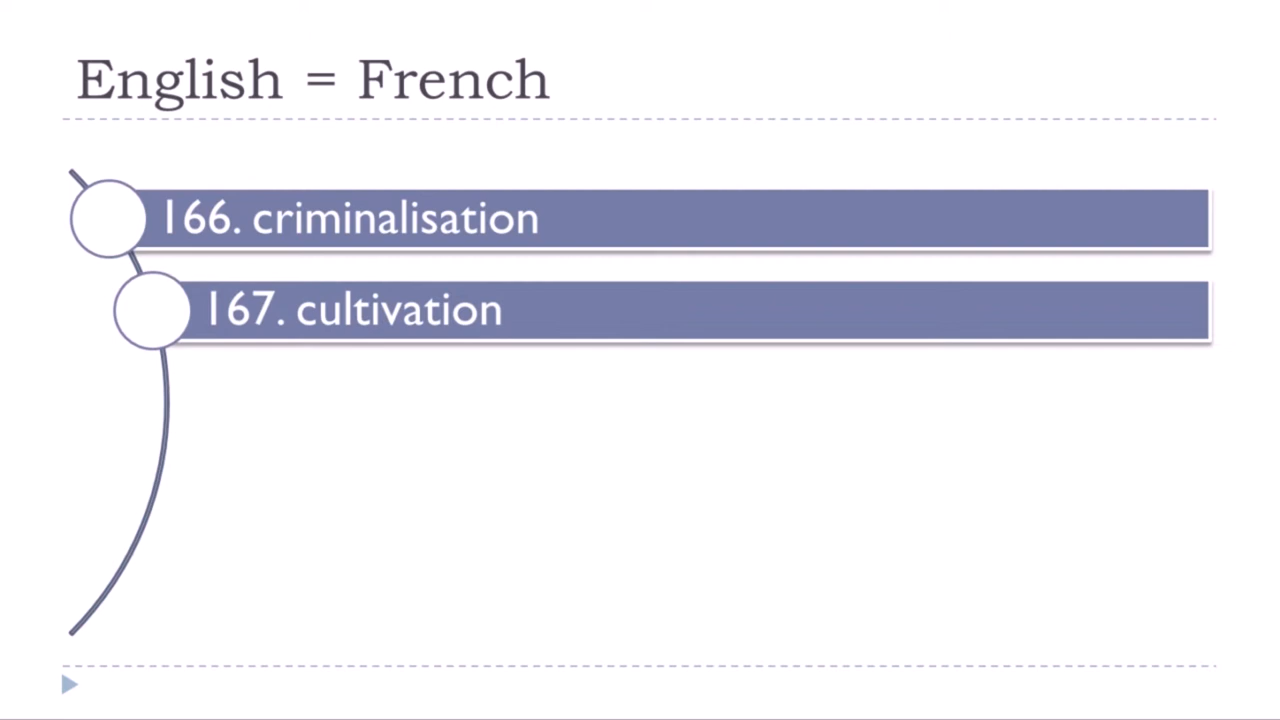 English = French
166. criminalisation
167. cultivation